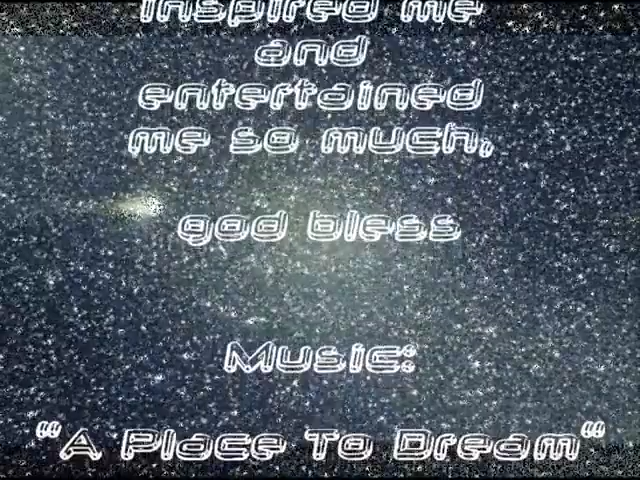 inspired me
and
entertained
me so much,
god bless
Music:
"A Place To Dream"